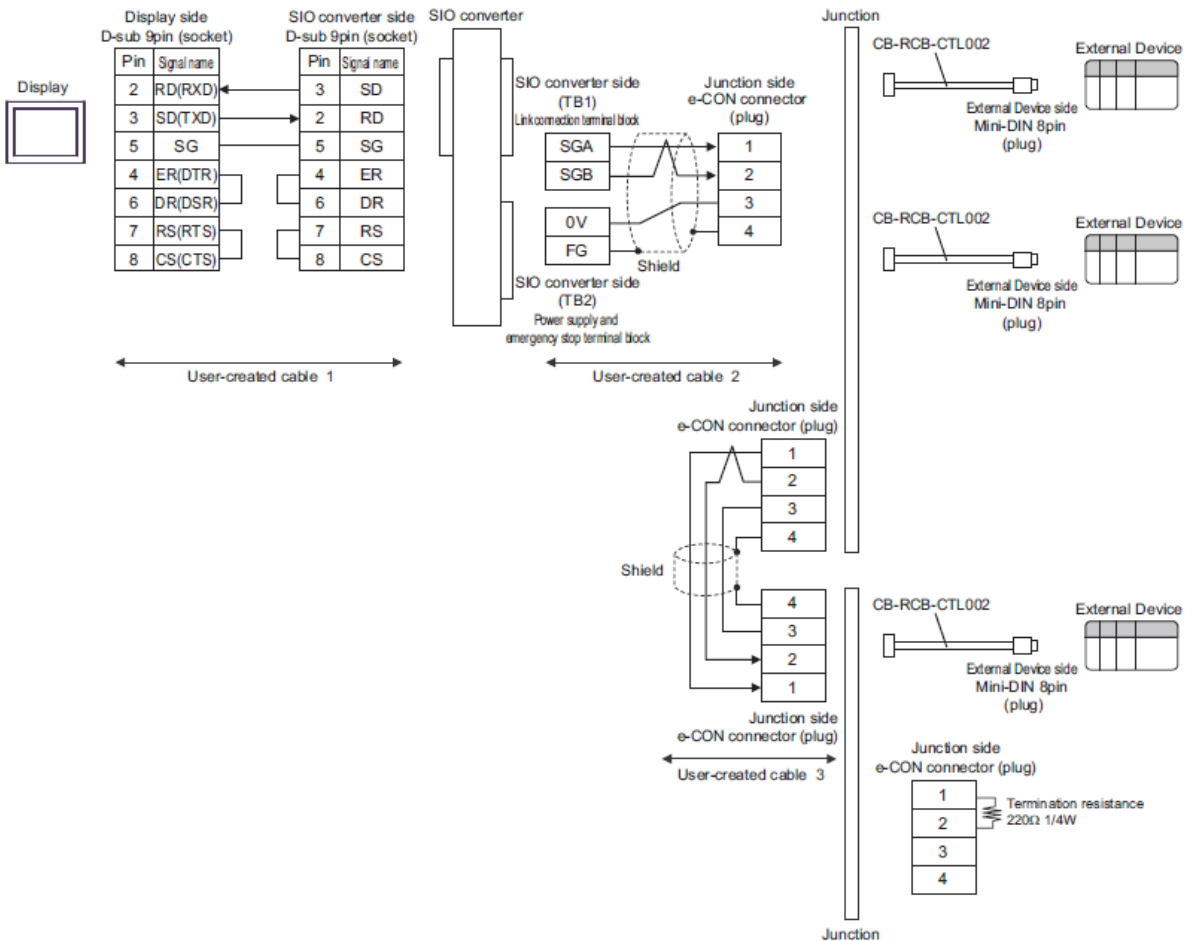 Display
Display side
D-sub 9pin (socket)
Pin Signal name
2 RD(RXD)
3 SD(TXD)
5 SG
4 ER(DTR)
6 DR(DSR)
7 RS(RTS)
8 CS(CTS)
SIO converter side
D-sub 9pin (socket)
Pin Signal name
3 SD
2 RD
5 SG
4 ER
6 DR
7 RS
8 CS
User-created cable 1
SIO converter
SIO converter side
(TB1)
Link connection terminal block
SGA
SGB
0V
FG
SIO converter side
(TB2)
Power supply and
emergency stop terminal block
Shield
Junction side
e-CON connector
(plug)
1
2
3
4
User-created cable 2
Junction
CB-RCB-CTL002
External Device
External Device side
Mini-DIN 8pin
(plug)
CB-RCB-CTL002
External Device
External Device side
Mini-DIN 8pin
(plug)
Junction side
e-CON connector (plug)
1
2
3
4
Shield
4
3
2
1
Junction side
e-CON connector (plug)
User-created cable 3
CB-RCB-CTL002
External Device
External Device side
Mini-DIN 8pin
(plug)
Junction side
e-CON connector (plug)
1
2
3
4
Termination resistance
220Ω 1/4W
Junction